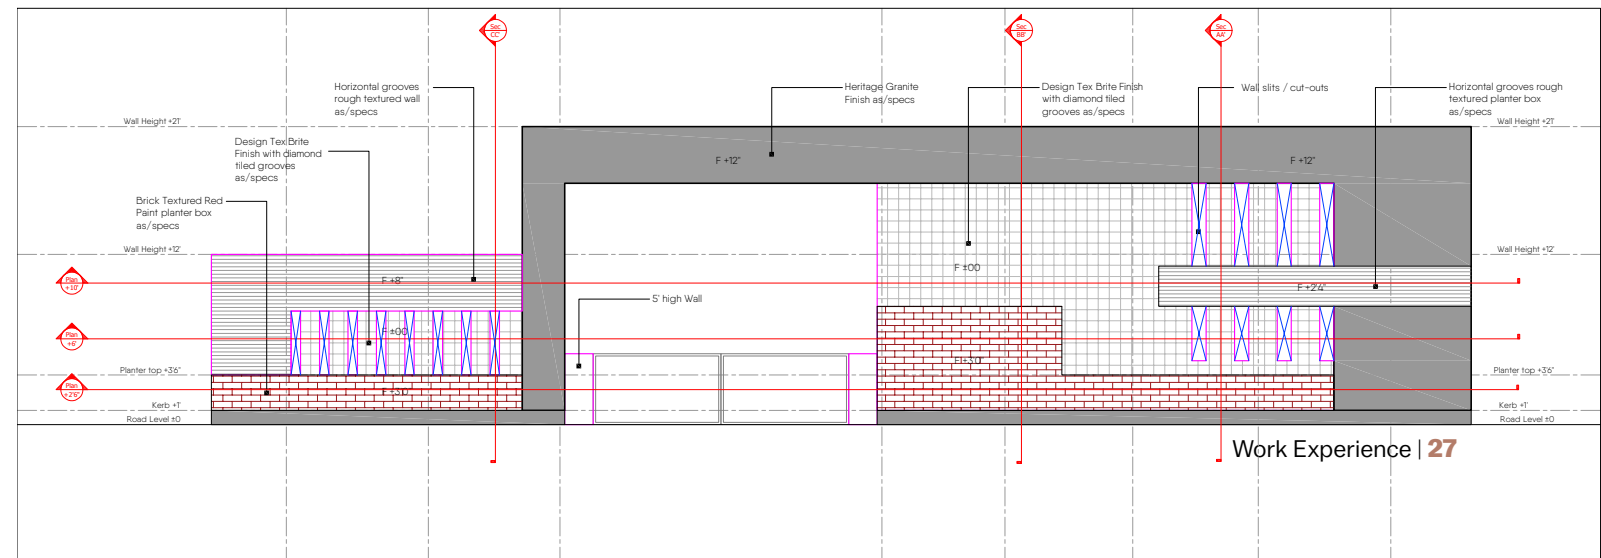 Sec
CC'
Sec
BB'
Sec
AA'
Horizontal grooves
rough textured wall
as/specs
Heritage Granite
Finish as/specs
Design Tex Brite Finish
with diamond tiled
grooves as/specs
Wall slits / cut-outs
Horizontal grooves rough
textured planter box
as/specs
Wall Height +21'
Wall Height +21'
Design Tex Brite
Finish with diamond
tiled grooves
as/specs
F +12"
F +12"
Brick Textured Red
Paint planter box
as/specs
Wall Height +12'
Wall Height +12'
F ±00
Plan
+10'
F +8"
F +2'4"
5' high Wall
Plan
+6'
F ±00
F +3'0"
Planter top +3'6"
Planter top +3'6"
Plan
+2'6"
F +3'0"
Kerb +1'
Kerb +1'
Road Level ±0
Road Level ±0
Work Experience | 27